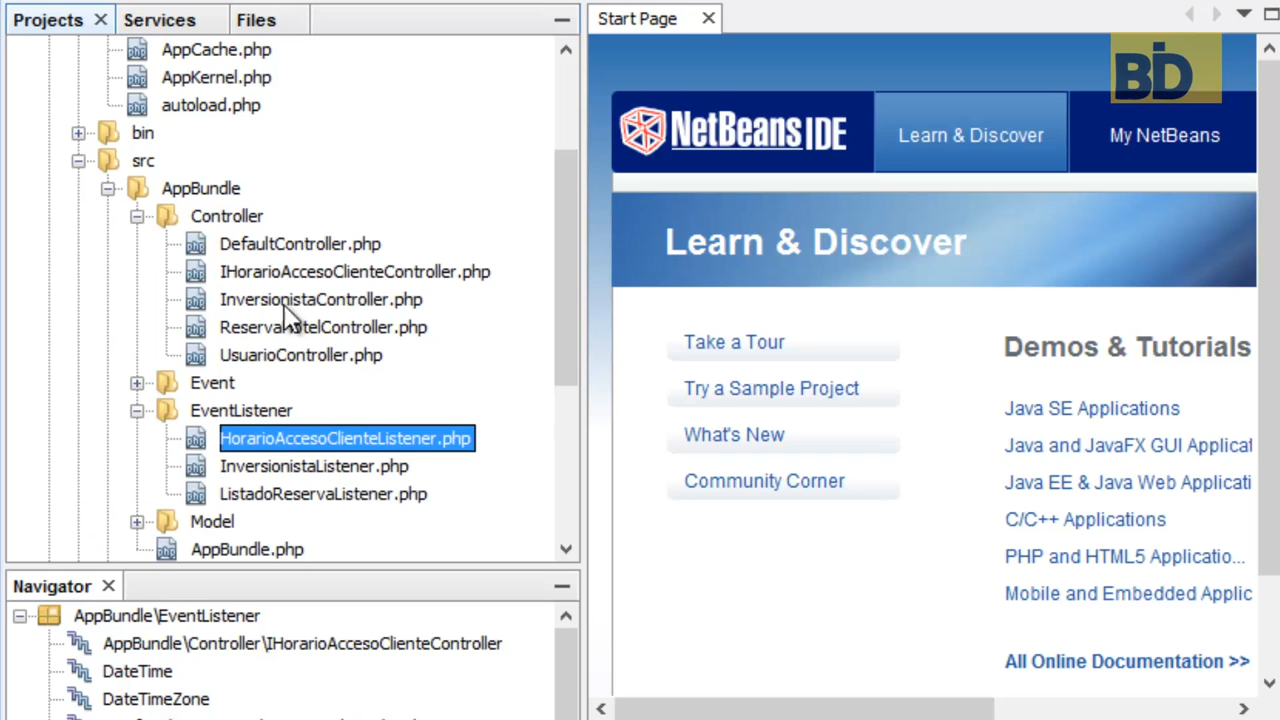 Projects
Services
Files
AppCache.php
AppKernel.php
autoload.php
bin
src
AppBundle
Controller
DefaultController.php
IHorarioAccesoClienteController.php
InversionistaController.php
UsuarioController.php
Event
EventListener
HorarioAccesoClienteListener.php
InversionistaListener.php
ListadoReservaListener.php
Model
AppBundle.php
Navigator
AppBundle\EventListener
AppBundle\Controller\IHorarioAccesoClienteController
DateTime
DateTimeZone
Start Page
BD
NetBeans IDE
Learn & Discover
My NetBeans
Learn & Discover
Take a Tour
Try a Sample Project
What's New
Community Corner
Demos & Tutorials
Java SE Applications
Java and JavaFX GUI Applicat
Java EE & Java Web Applicati
C/C++ Applications
PHP and HTML5 Applicatio...
Mobile and Embedded Applic
All Online Documentation >>